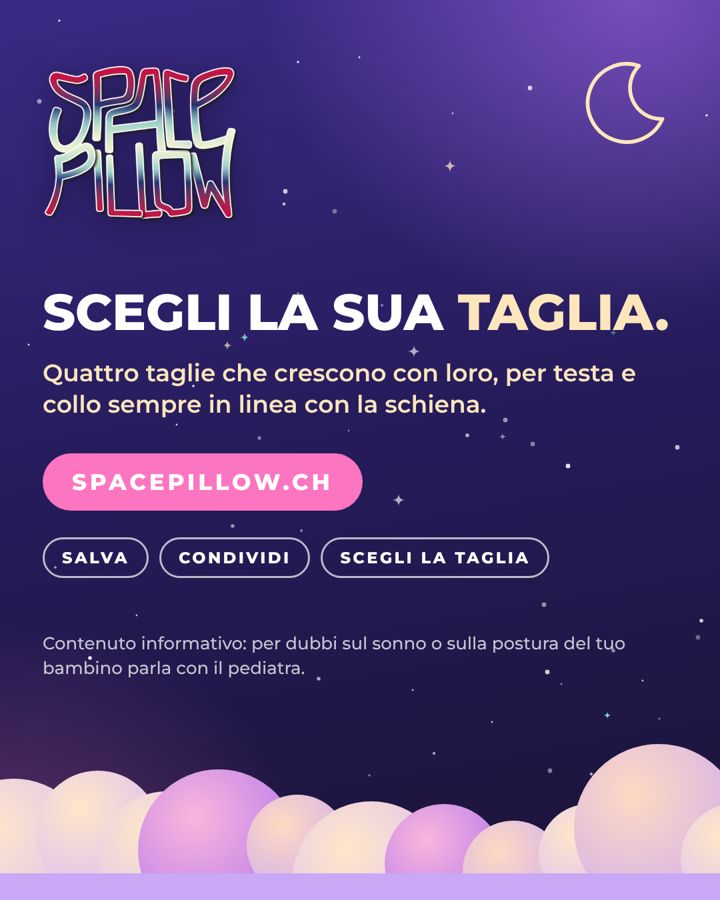 SPACE
PILLOW
SCEGLI LA SUA TAGLIA.
Quattro taglie che crescono con loro, per testa e
collo sempre in linea con la schiena.
SPACEPILLOW.CH
SALVA CONDIVIDI SCEGLI LA TAGLIA
Contenuto informativo: per dubbi sul sonno o sulla postura del tuo
bambino parla con il pediatra.